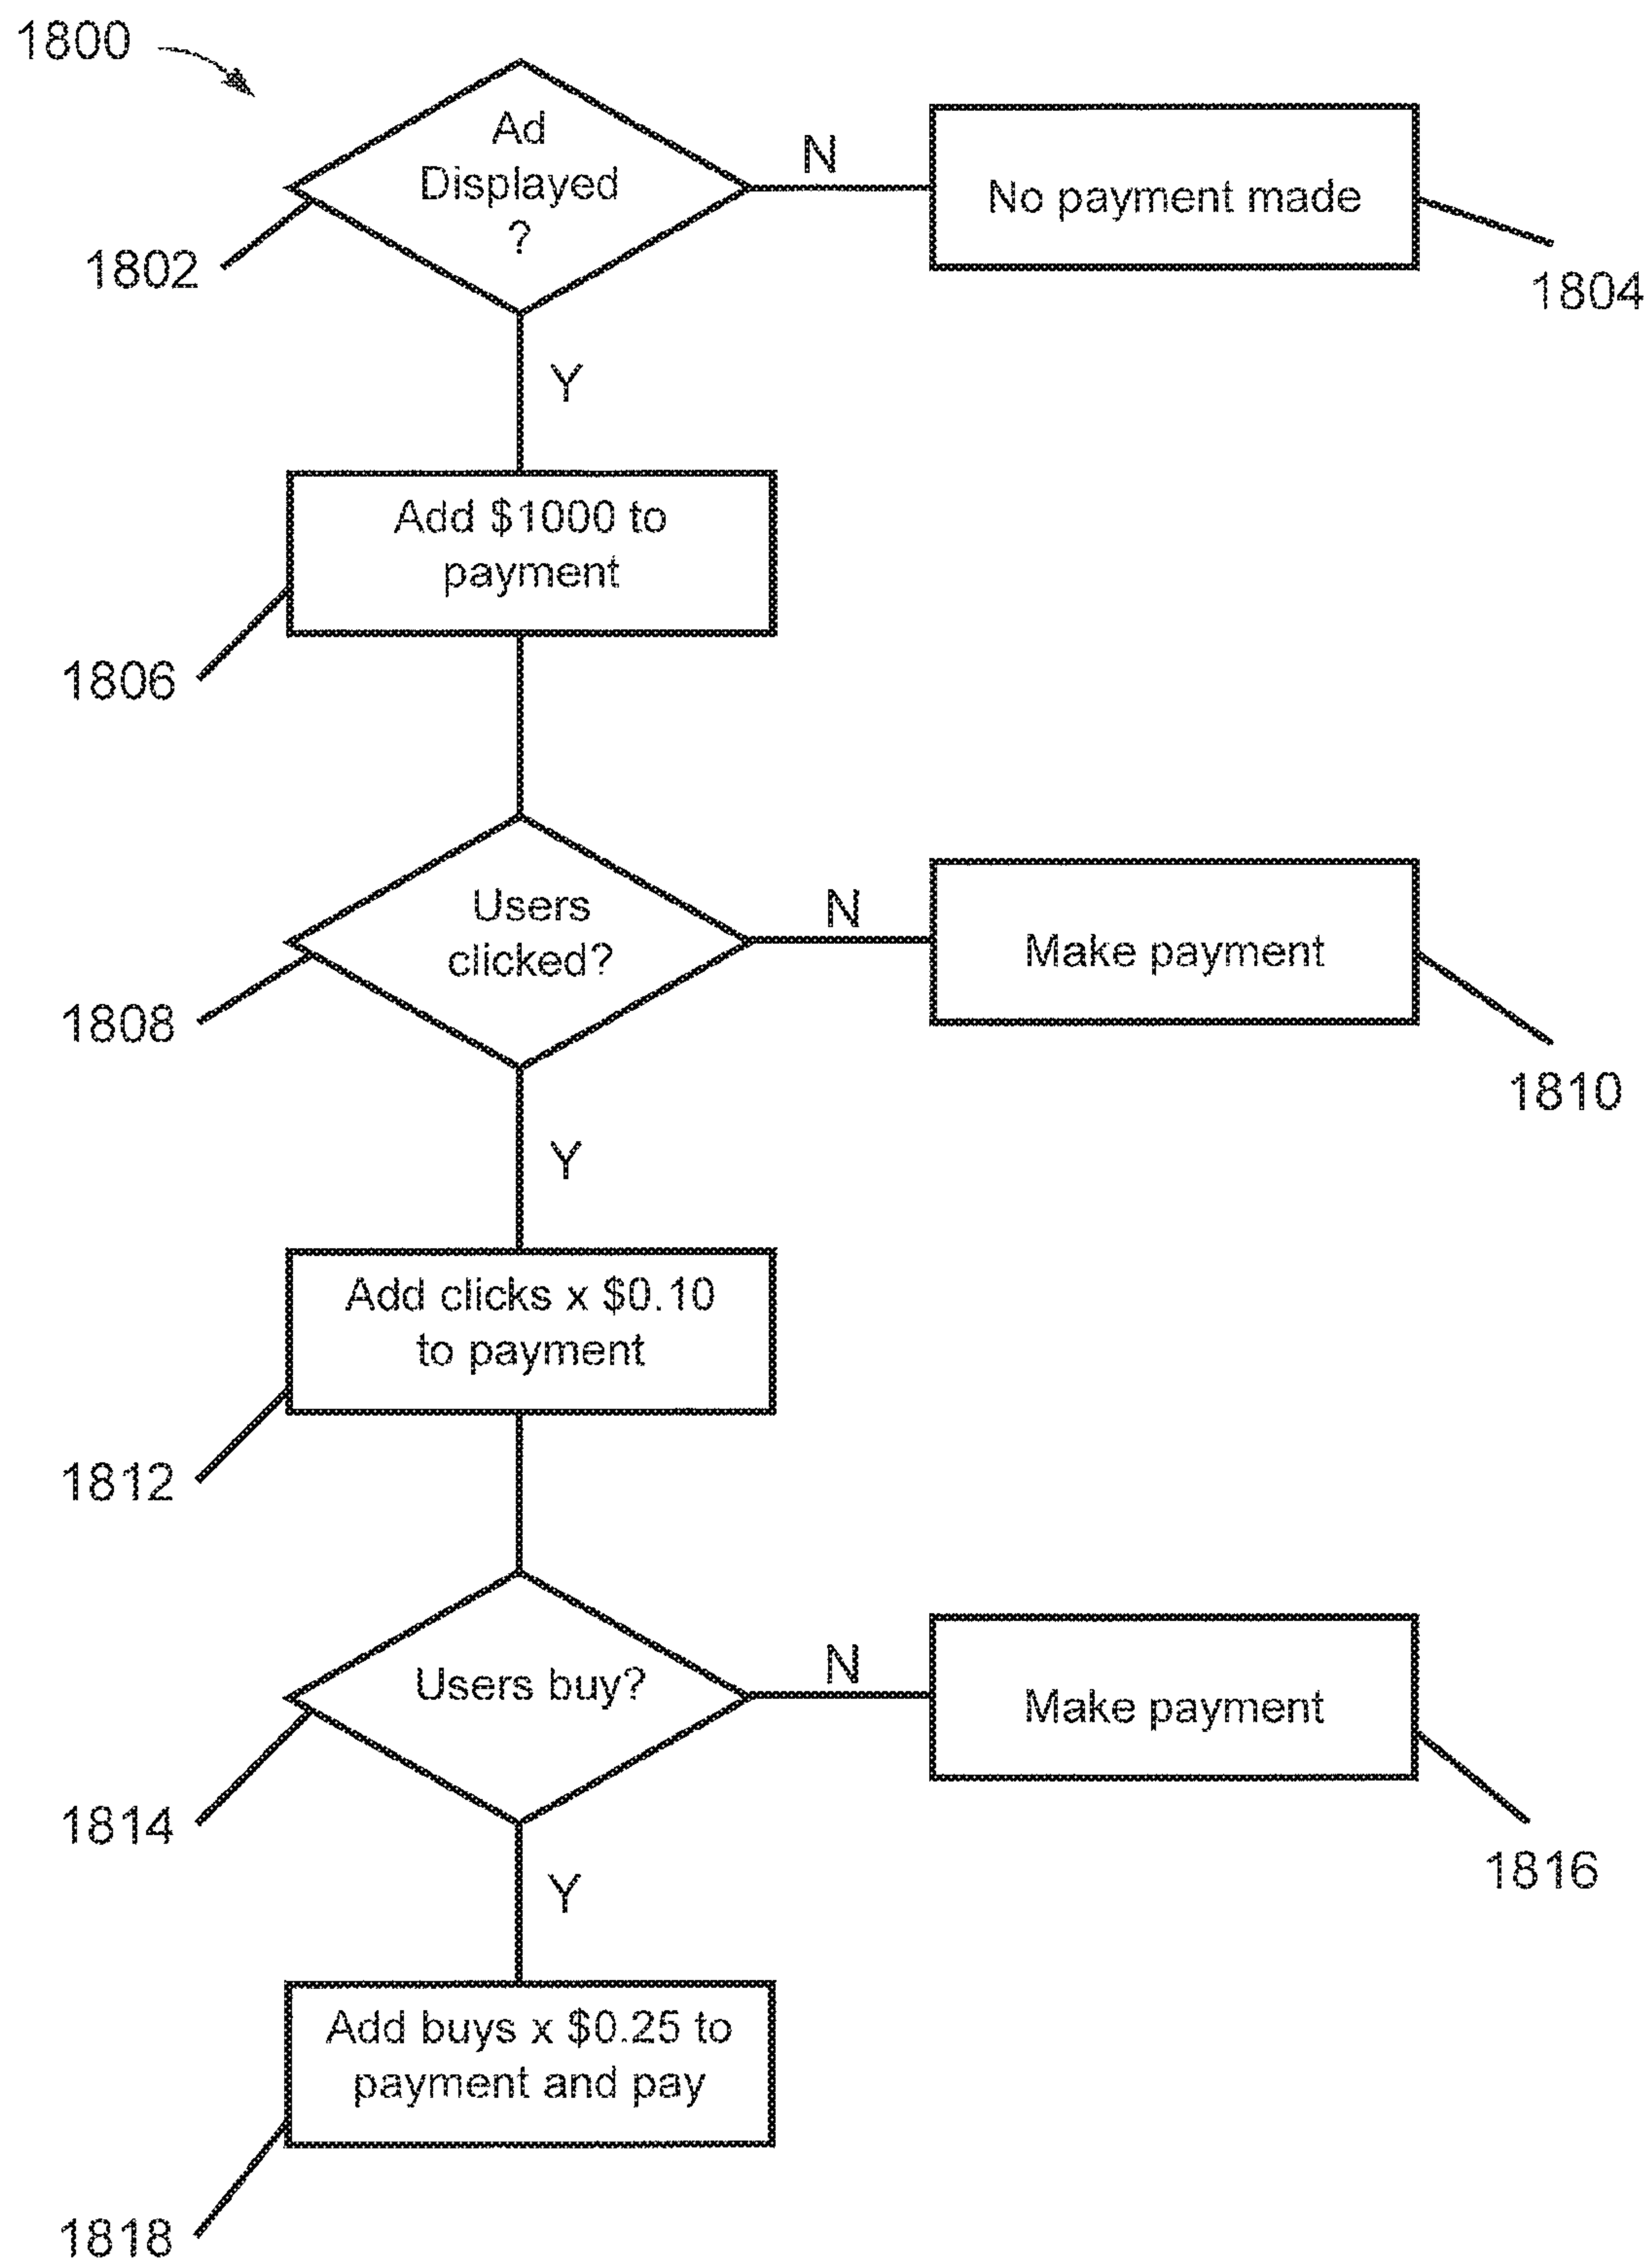 1800
Ad
Displayed
?
N
No payment made
1802
1804
Y
Add $1000 to
payment
1806
Users
clicked?
N
Make payment
1808
1810
Y
Add clicks x $0.10
to payment
1812
Users buy?
N
Make payment
1814
1816
Y
Add buys x $0.25 to
payment and pay
1818